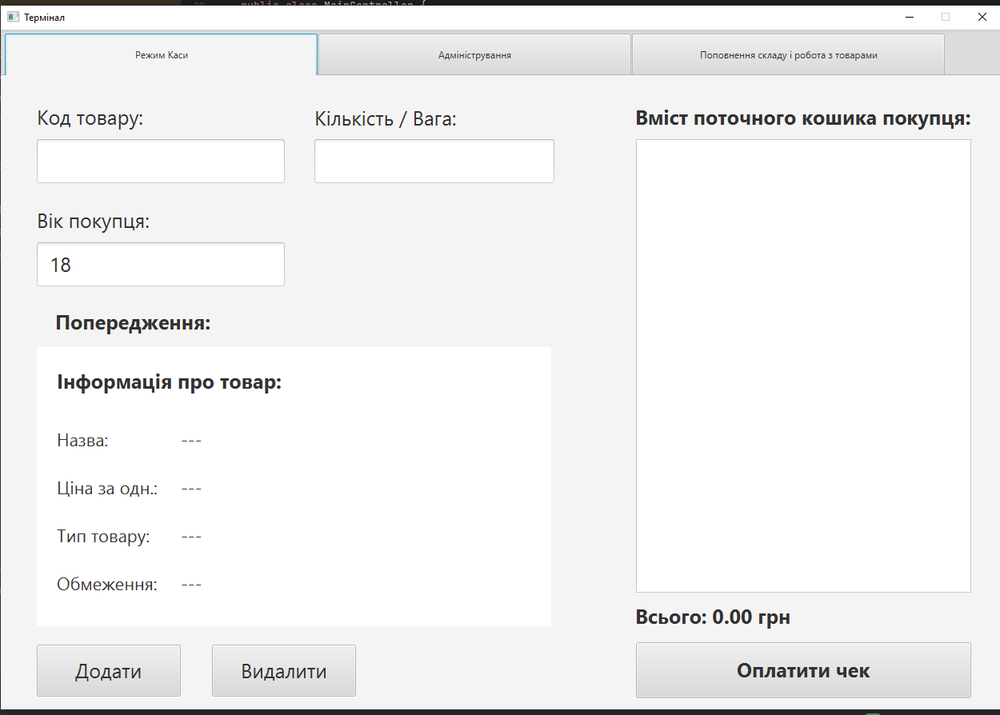 public class MainController {
Термінал
Режим Каси
Адміністрування
Поповнення складу і робота з товарами
Код товару:
Кількість / Вага:
Вміст поточного кошика покупця:
Вік покупця:
18
Попередження:
Інформація про товар:
Назва: ---
Ціна за одн.: ---
Тип товару: ---
Обмеження: ---
Всього: 0.00 грн
Додати
Видалити
Оплатити чек